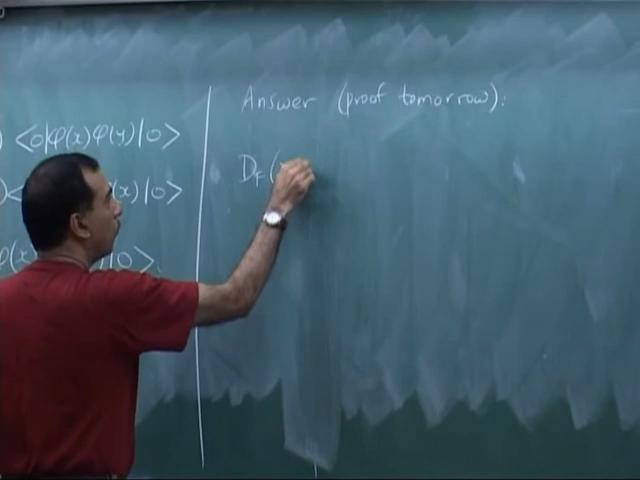 ) <0|φ(x)φ(y)|0>
)< (x)|0>
φ(x |0>
Answer (proof tomorrow):
D_F(